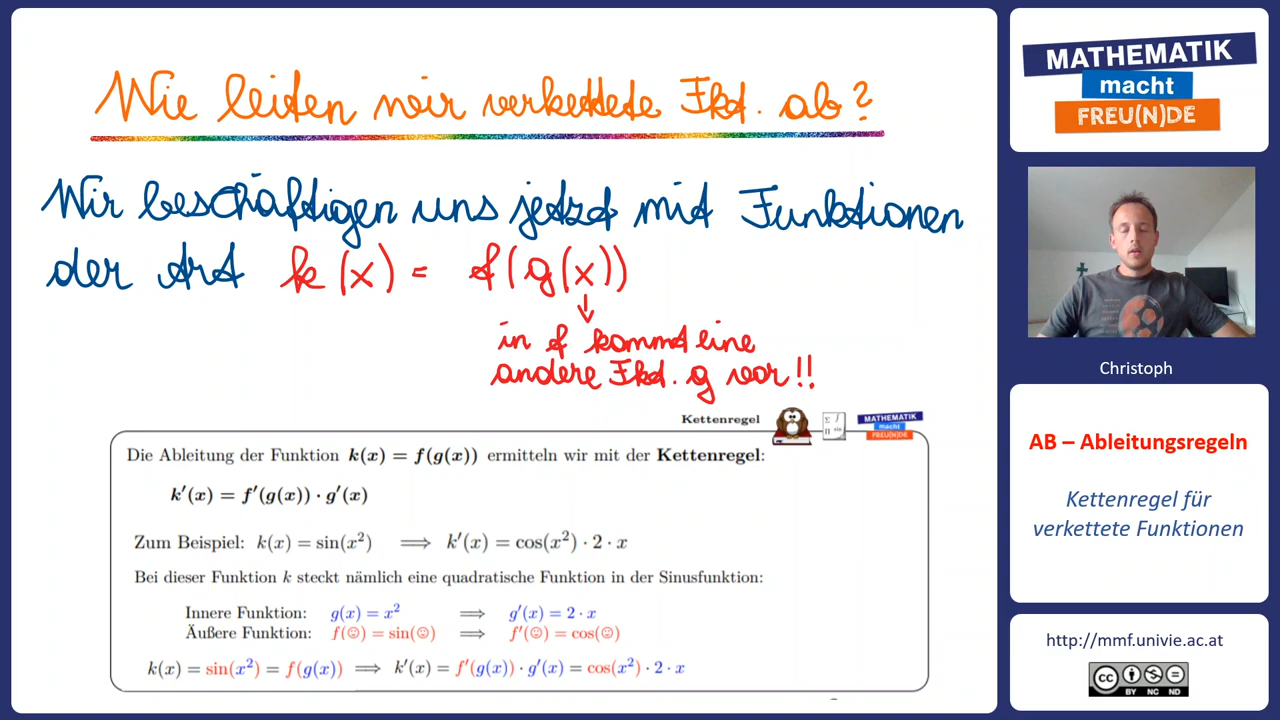 Wie leiten wir verkettete Fkt. ab?
Wir beschäftigen uns jetzt mit Funktionen
der Art k(x) = f(g(x))
↓
in f kommt eine
andere Fkt. g vor!!
Kettenregel
MATHEMATIK
macht
FREU(N)DE
Die Ableitung der Funktion k(x) = f(g(x)) ermitteln wir mit der Kettenregel:
k′(x) = f′(g(x)) · g′(x)
Zum Beispiel: k(x) = sin(x²) ⟹ k′(x) = cos(x²) · 2 · x
Bei dieser Funktion k steckt nämlich eine quadratische Funktion in der Sinusfunktion:
Innere Funktion: g(x) = x² ⟹ g′(x) = 2 · x
Äußere Funktion: f(☺) = sin(☺) ⟹ f′(☺) = cos(☺)
k(x) = sin(x²) = f(g(x)) ⟹ k′(x) = f′(g(x)) · g′(x) = cos(x²) · 2 · x
MATHEMATIK
macht
FREU(N)DE
Christoph
AB – Ableitungsregeln
Kettenregel für
verkettete Funktionen
http://mmf.univie.ac.at
cc
BY NC ND